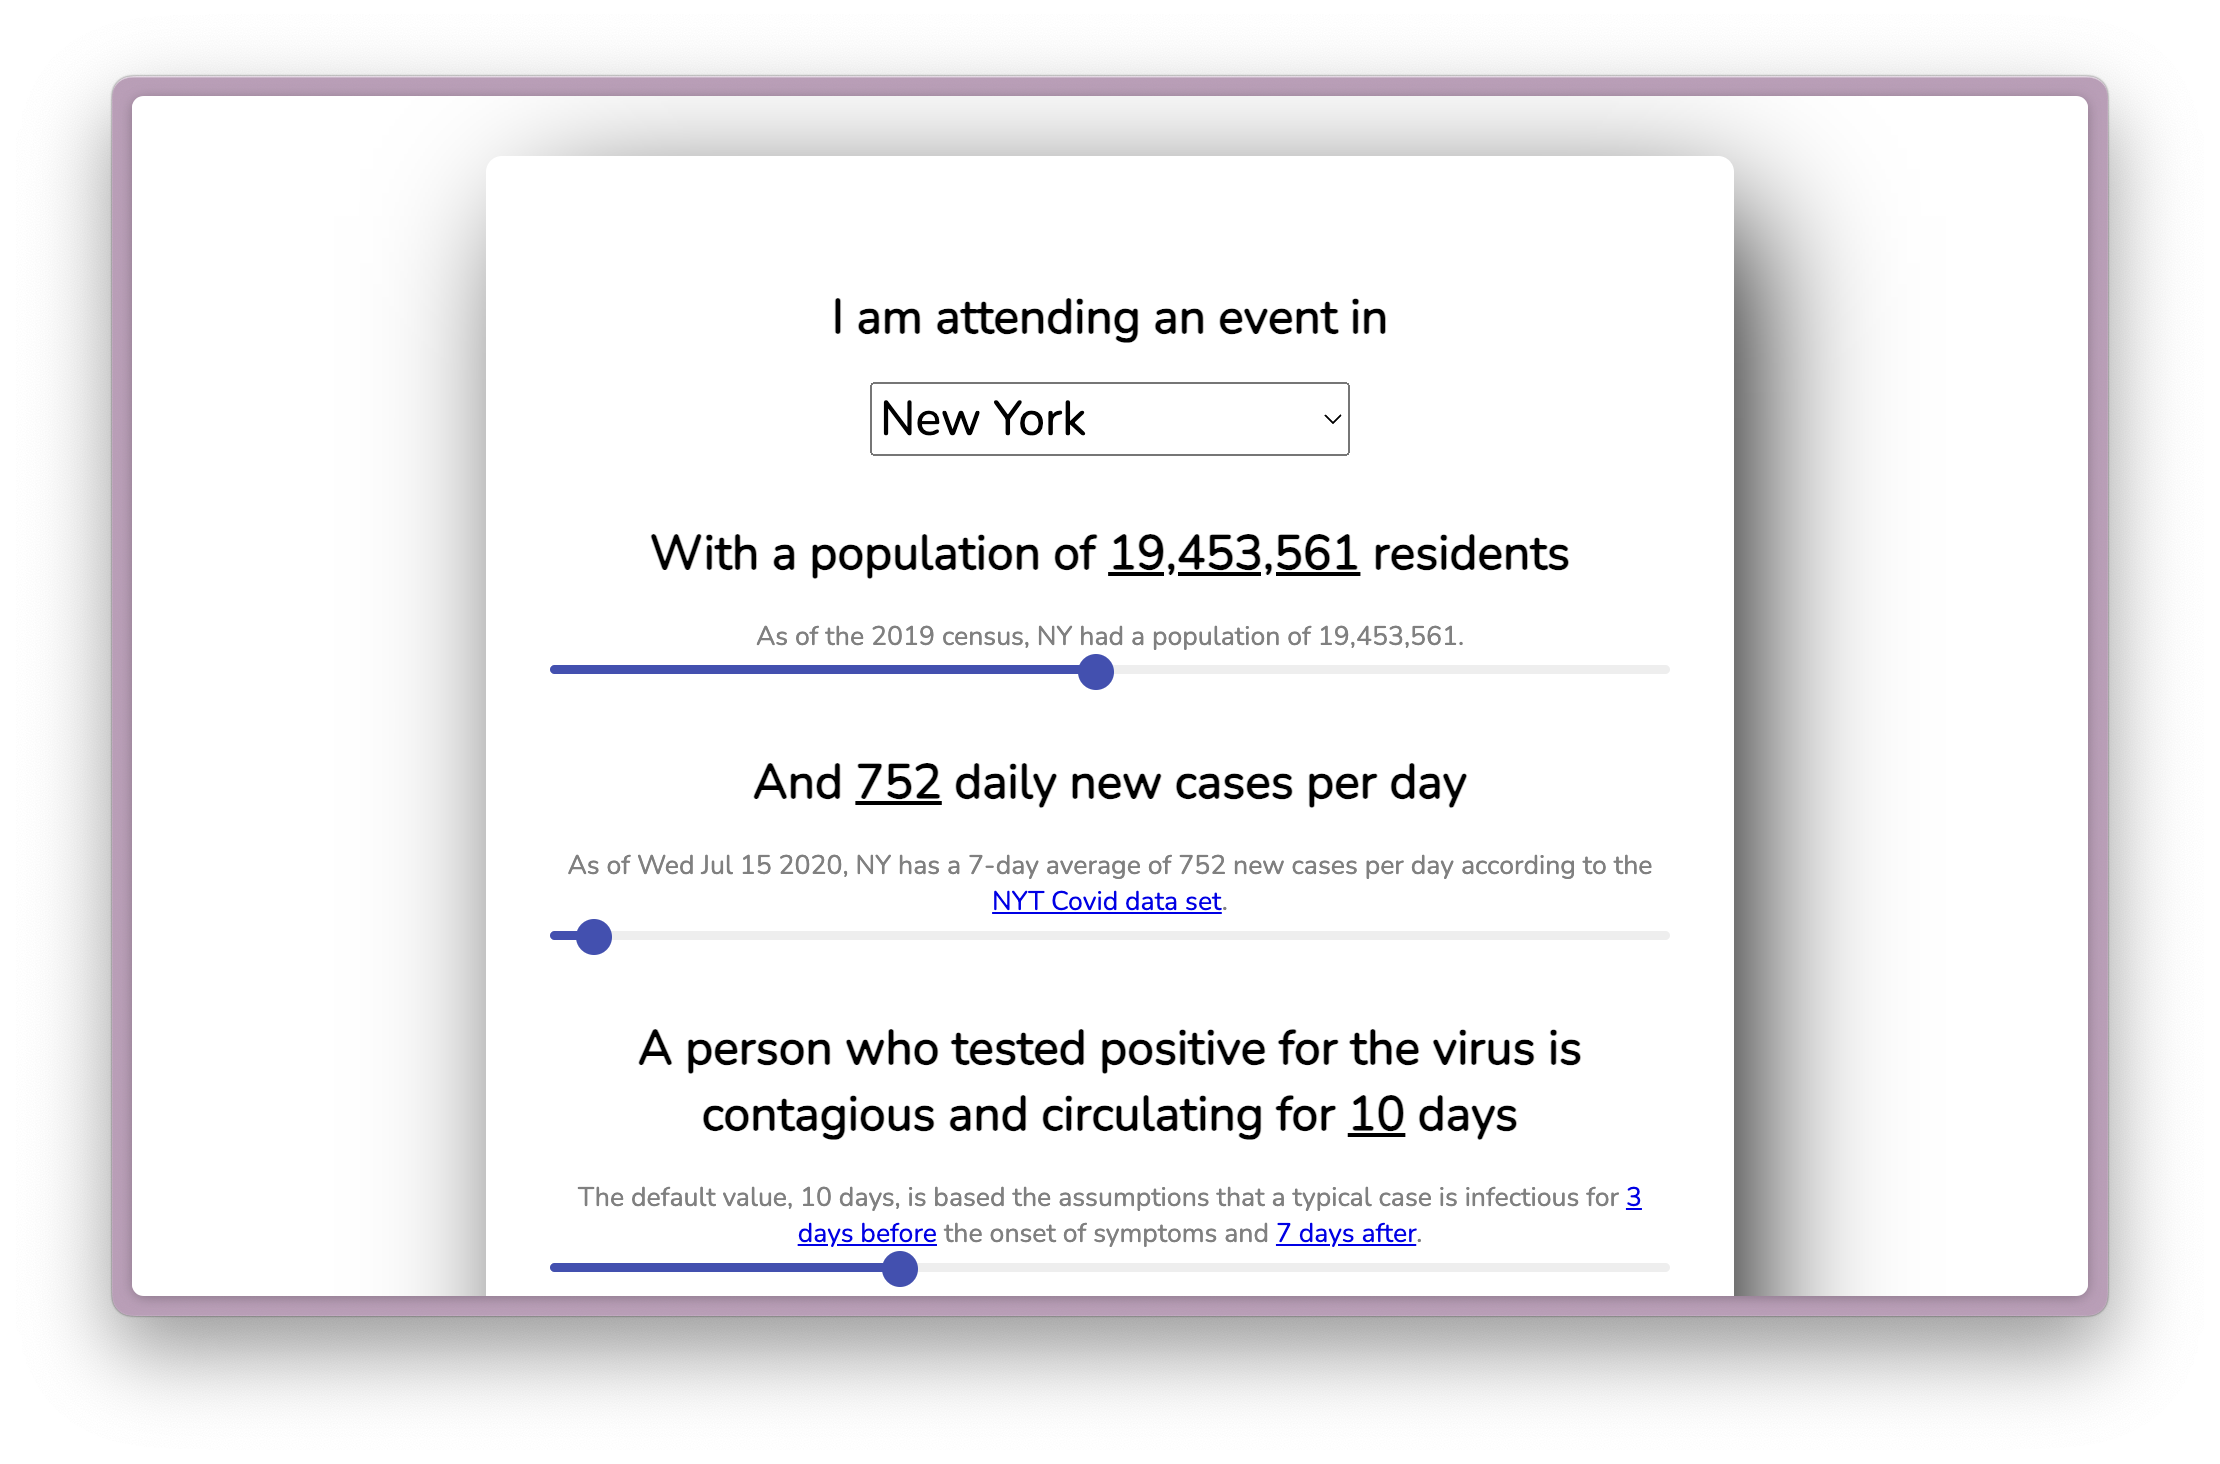 I am attending an event in
New York
With a population of 19,453,561 residents
As of the 2019 census, NY had a population of 19,453,561.
And 752 daily new cases per day
As of Wed Jul 15 2020, NY has a 7-day average of 752 new cases per day according to the
NYT Covid data set.
A person who tested positive for the virus is
contagious and circulating for 10 days
The default value, 10 days, is based the assumptions that a typical case is infectious for 3
days before the onset of symptoms and 7 days after.